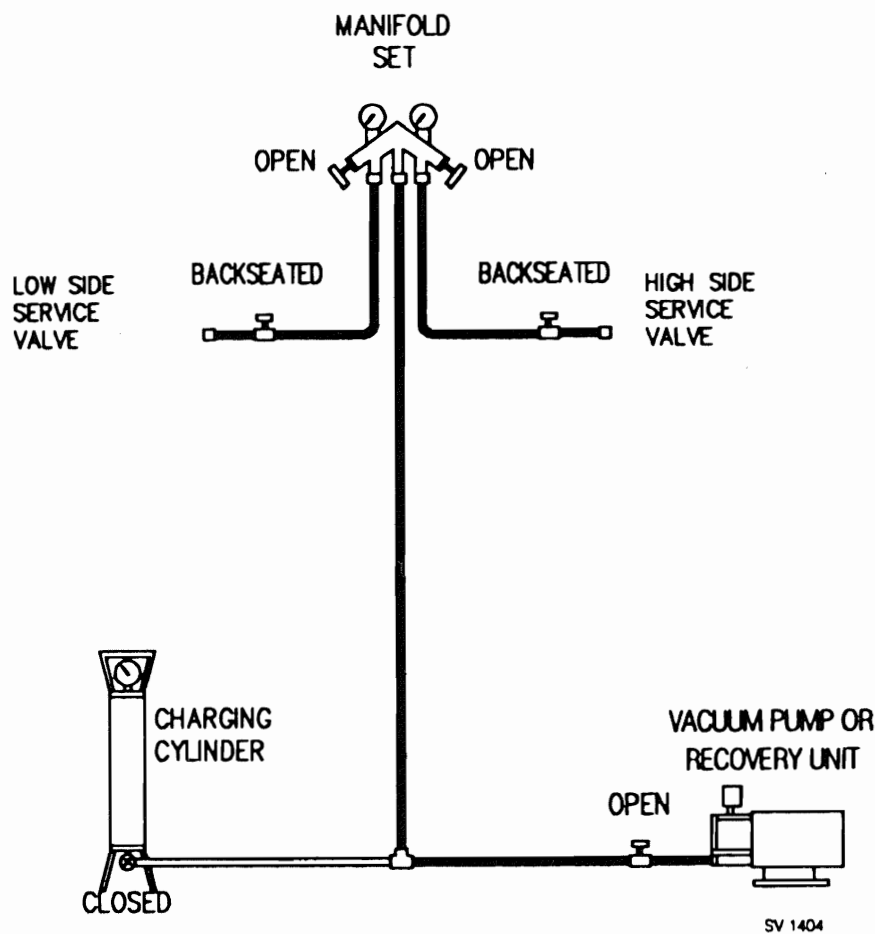 MANIFOLD
SET
OPEN
OPEN
BACKSEATED
BACKSEATED
LOW SIDE
SERVICE
VALVE
HIGH SIDE
SERVICE
VALVE
CHARGING
CYLINDER
VACUUM PUMP OR
RECOVERY UNIT
OPEN
CLOSED
SV 1404